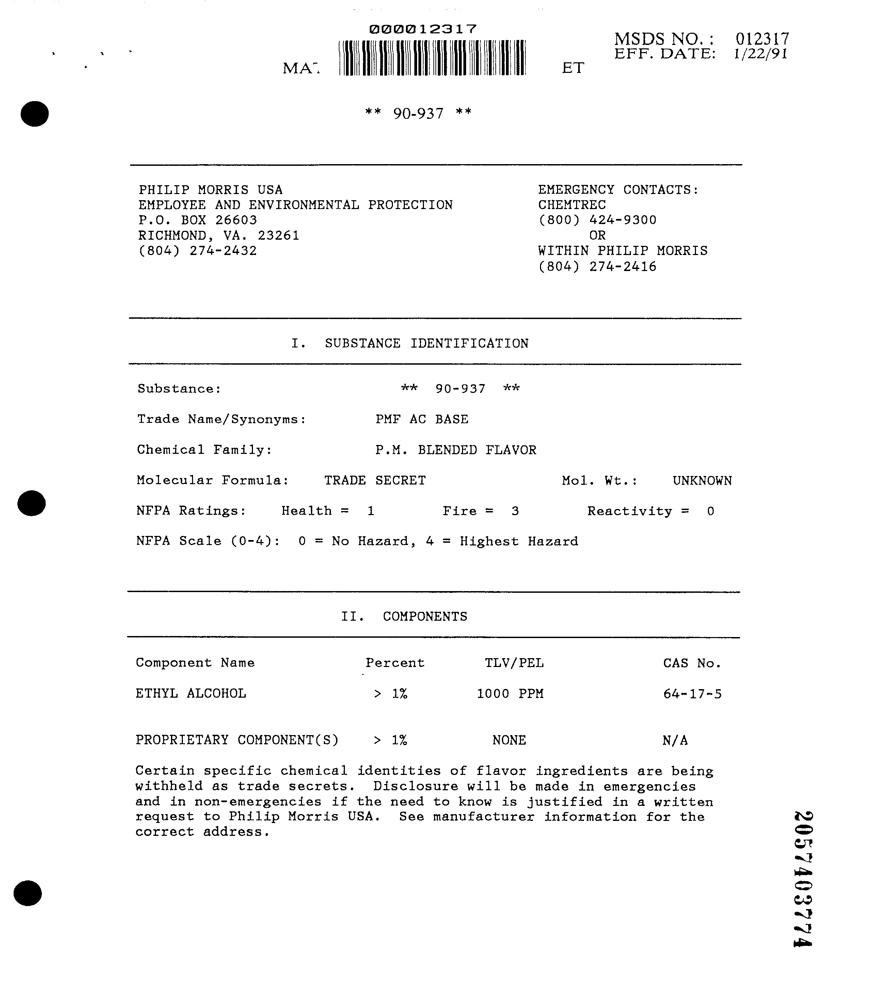 000012317
MSDS NO.: 012317
EFF. DATE: 1/22/91
MA ET
** 90-937 **
PHILIP MORRIS USA
EMPLOYEE AND ENVIRONMENTAL PROTECTION
P.O. BOX 26603
RICHMOND, VA. 23261
(804) 274-2432
EMERGENCY CONTACTS:
CHEMTREC
(800) 424-9300
OR
WITHIN PHILIP MORRIS
(804) 274-2416
I. SUBSTANCE IDENTIFICATION
Substance: ** 90-937 **
Trade Name/Synonyms: PMF AC BASE
Chemical Family: P.M. BLENDED FLAVOR
Molecular Formula: TRADE SECRET Mol. Wt.: UNKNOWN
NFPA Ratings: Health = 1 Fire = 3 Reactivity = 0
NFPA Scale (0-4): 0 = No Hazard, 4 = Highest Hazard
II. COMPONENTS
Component Name Percent TLV/PEL CAS No.
ETHYL ALCOHOL > 1% 1000 PPM 64-17-5
PROPRIETARY COMPONENT(S) > 1% NONE N/A
Certain specific chemical identities of flavor ingredients are being
withheld as trade secrets. Disclosure will be made in emergencies
and in non-emergencies if the need to know is justified in a written
request to Philip Morris USA. See manufacturer information for the
correct address.
2057403774